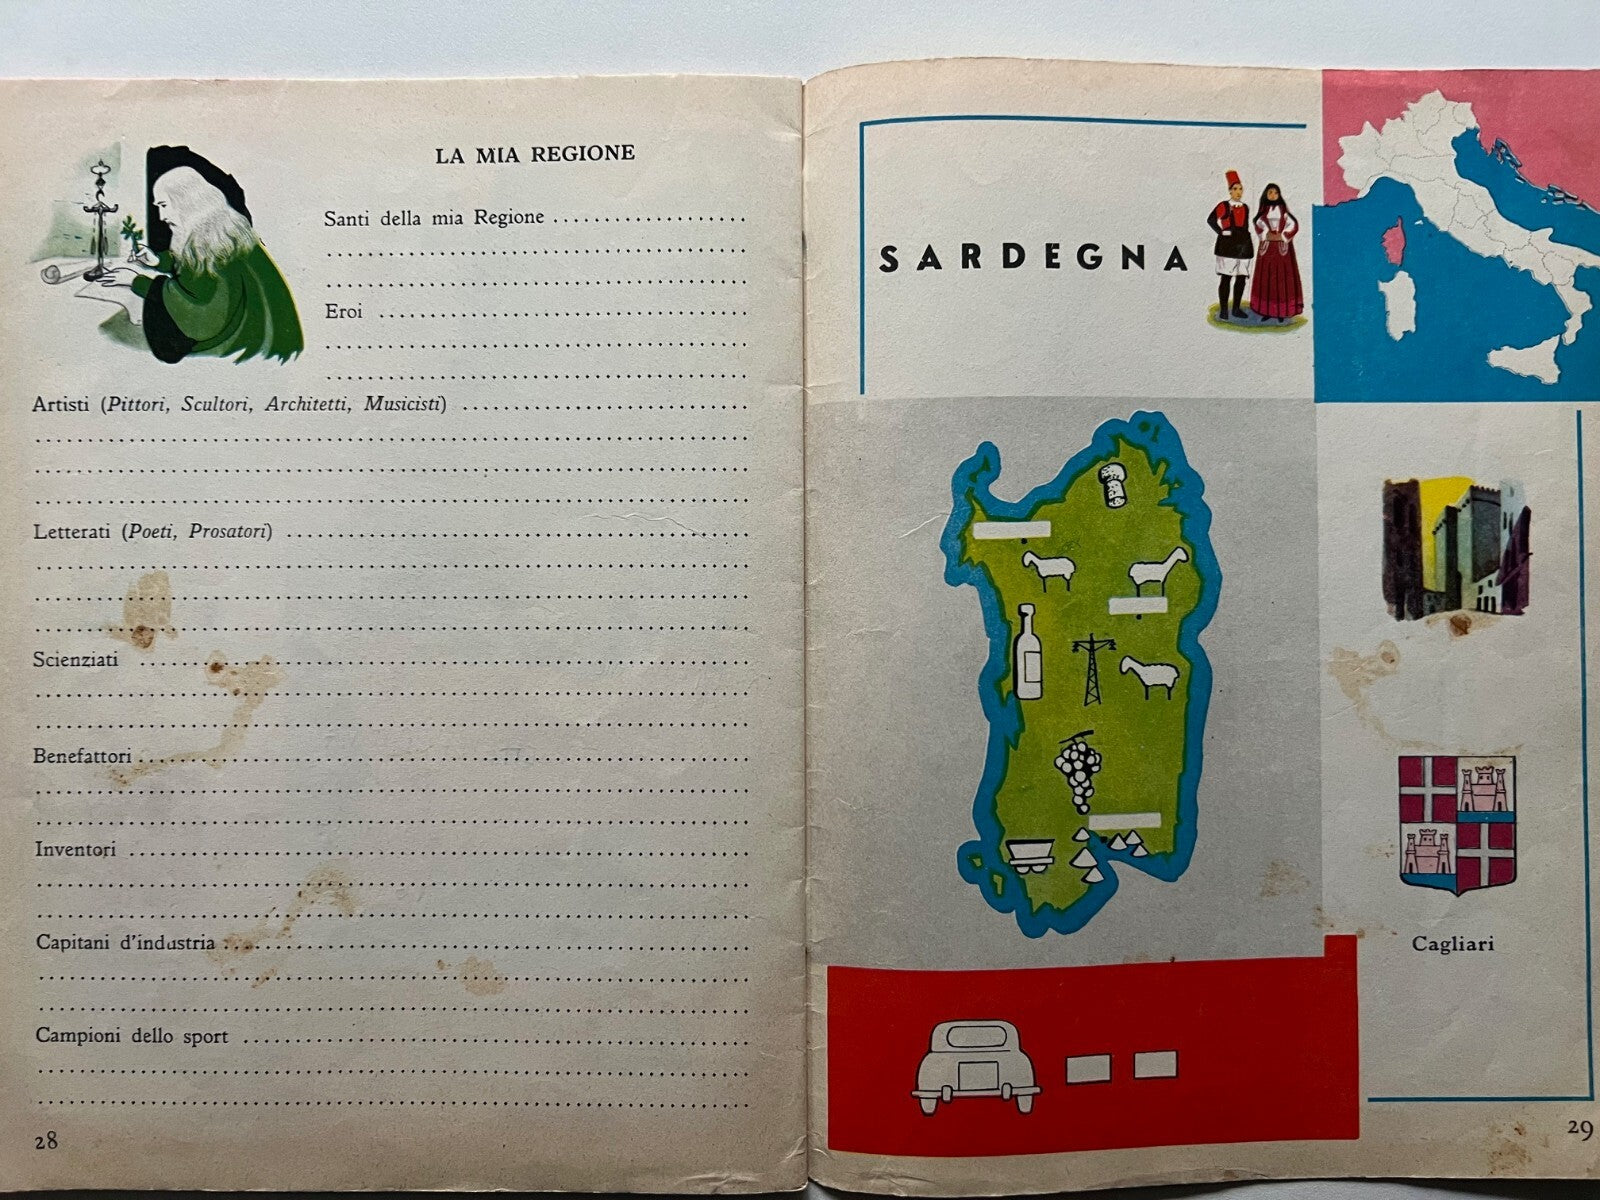 LA MIA REGIONE
Santi della mia Regione
Eroi
Artisti (Pittori, Scultori, Architetti, Musicisti)
Letterati (Poeti, Prosatori)
Scienziati
Benefattori
Inventori
Capitani d'industria
Campioni dello sport
28
SARDEGNA
Cagliari
29